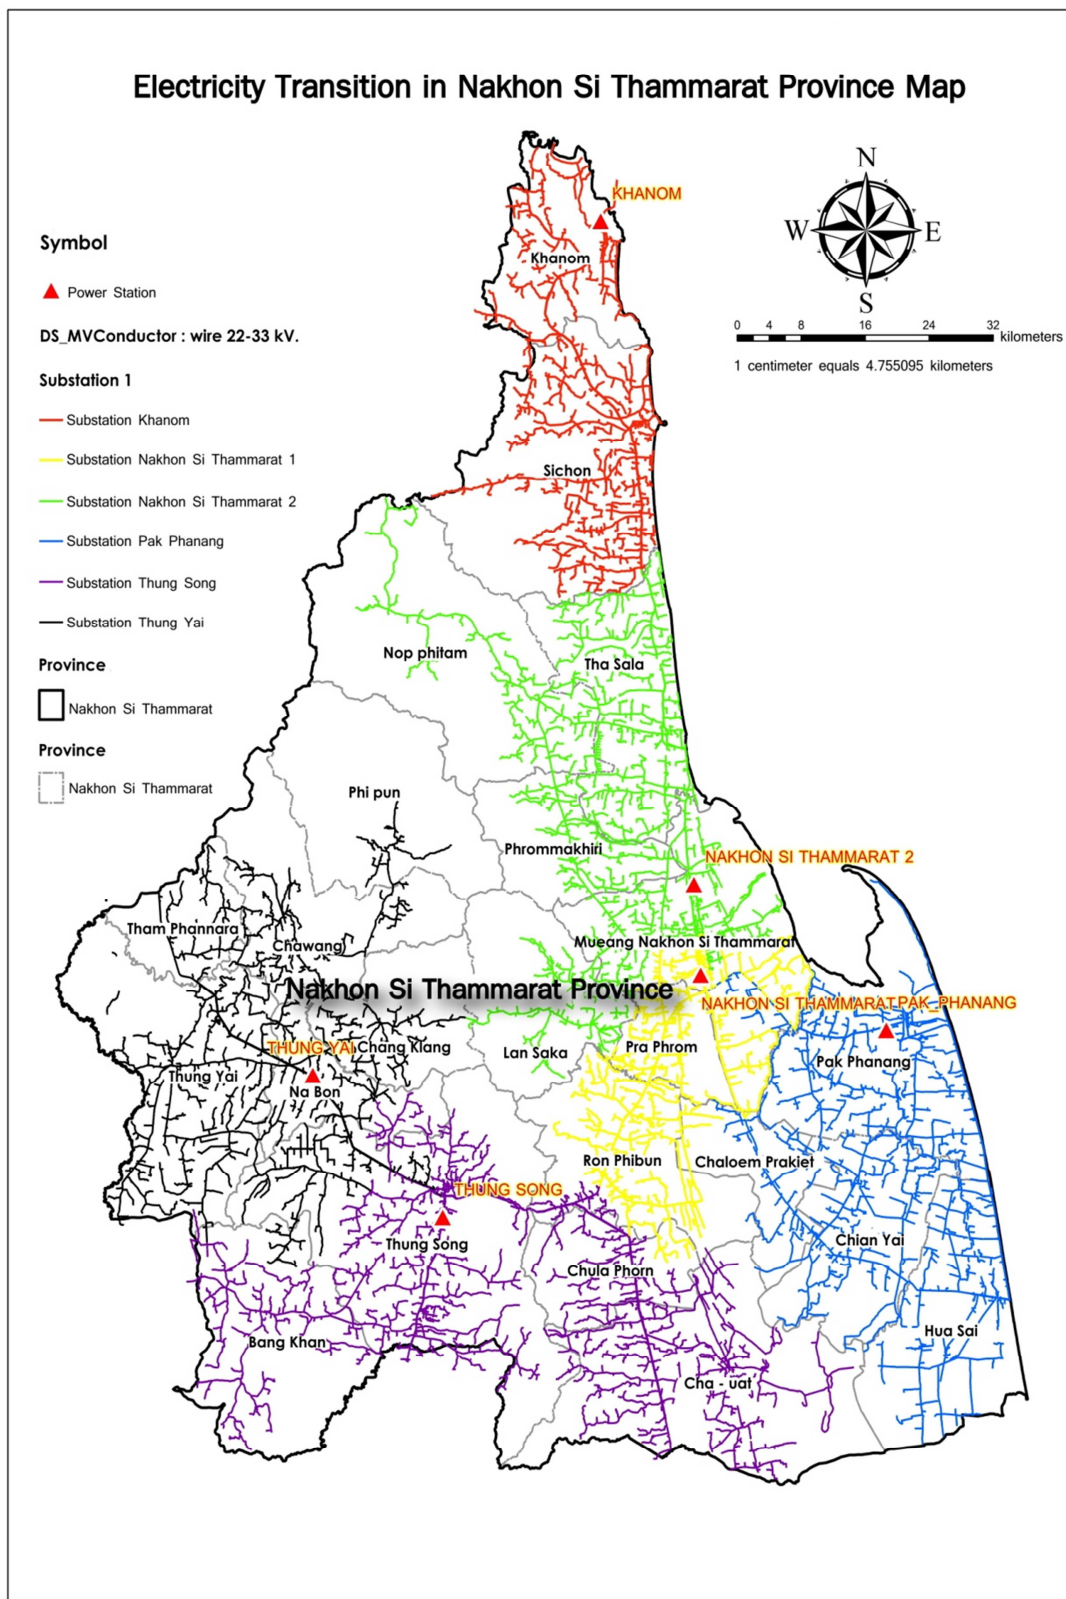 Electricity Transition in Nakhon Si Thammarat Province Map
N
W
E
S
0 4 8 16 24 32
kilometers
1 centimeter equals 4.755095 kilometers
Symbol
Power Station
DS_MVConductor : wire 22-33 kV.
Substation 1
Substation Khanom
Substation Nakhon Si Thammarat 1
Substation Nakhon Si Thammarat 2
Substation Pak Phanang
Substation Thung Song
Substation Thung Yai
Province
Nakhon Si Thammarat
Province
Nakhon Si Thammarat
KHANOM
Khanom
Sichon
Nop phitam
Tha Sala
Phi pun
Phrommakhiri
NAKHON SI THAMMARAT 2
Tham Phannara
Chawang
Mueang Nakhon Si Thammarat
Nakhon Si Thammarat Province
NAKHON SI THAMMARAT
PAK_PHANANG
THUNG YAI
Chang Klang
Lan Saka
Pra Phrom
Pak Phanang
Thung Yai
Na Bon
Ron Phibun
Chaloem Prakiet
THUNG SONG
Thung Song
Chian Yai
Chula Phorn
Bang Khan
Hua Sai
Cha - uat